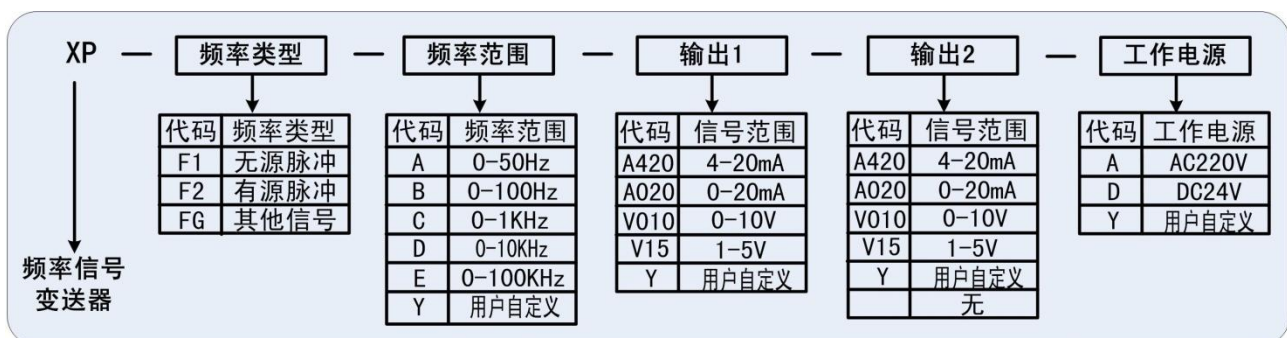 XP — 频率类型 — 频率范围 — 输出1 — 输出2 — 工作电源
频率信号
变送器
代码 频率类型
F1 无源脉冲
F2 有源脉冲
FG 其他信号
代码 频率范围
A 0-50Hz
B 0-100Hz
C 0-1KHz
D 0-10KHz
E 0-100KHz
Y 用户自定义
代码 信号范围
A420 4-20mA
A020 0-20mA
V010 0-10V
V15 1-5V
Y 用户自定义
代码 信号范围
A420 4-20mA
A020 0-20mA
V010 0-10V
V15 1-5V
Y 用户自定义
无
代码 工作电源
A AC220V
D DC24V
Y 用户自定义